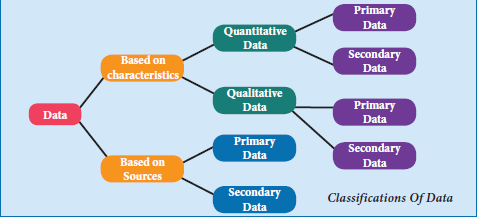 Primary
Data
Quantitative
Data
Secondary
Data
Based on
characteristics
Qualitative
Data
Primary
Data
Data
Secondary
Data
Primary
Data
Based on
Sources
Secondary
Data
Classifications Of Data